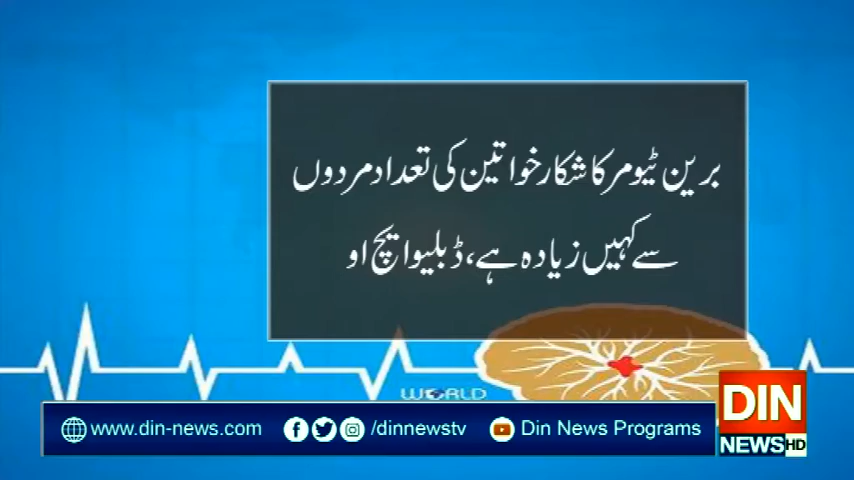 برین ٹیومر کا شکار خواتین کی تعداد مردوں
سے کہیں زیادہ ہے، ڈبلیو ایچ او
WORLD
www.din-news.com /dinnewstv Din News Programs
DIN
NEWS HD